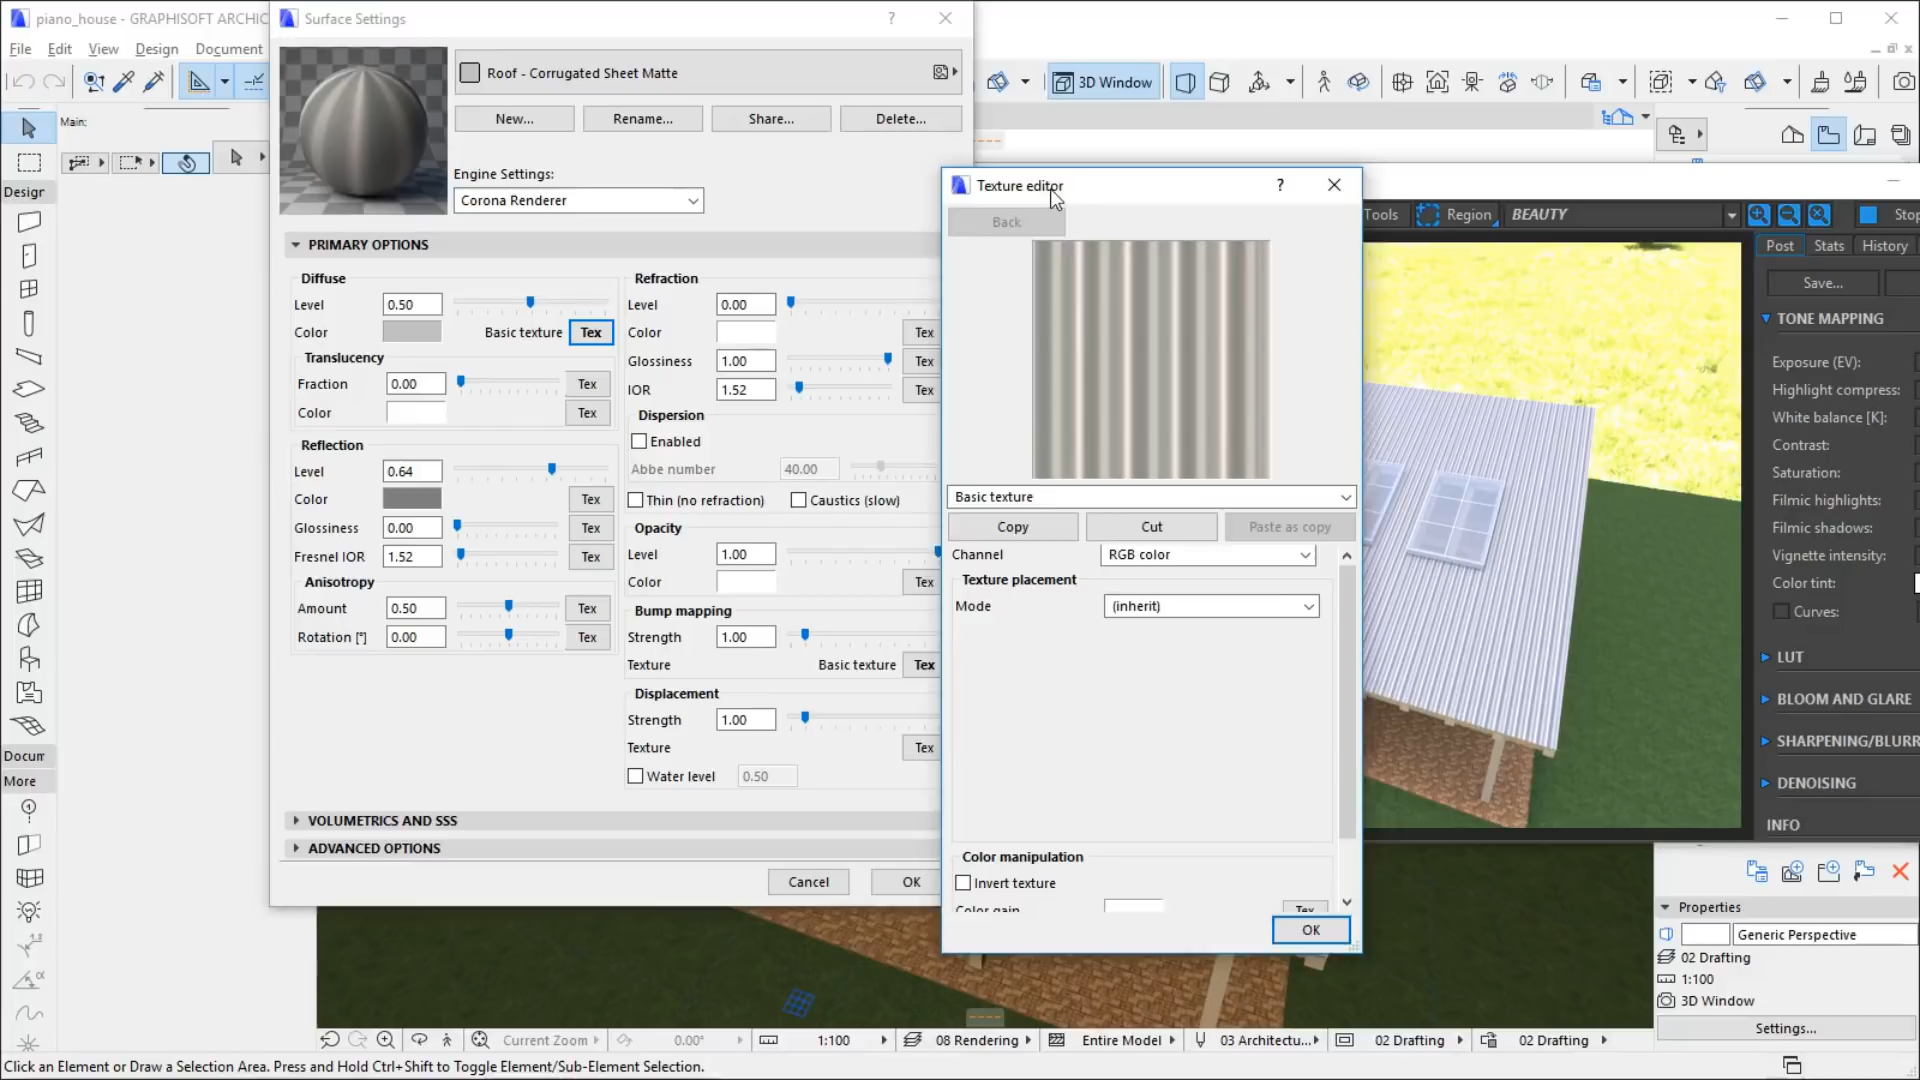 piano_house - GRAPHISOFT ARCHIC
File Edit View Design Document
Main:
Surface Settings ?
Roof - Corrugated Sheet Matte
New... Rename... Share... Delete...
Engine Settings:
Corona Renderer
PRIMARY OPTIONS
Diffuse
Level 0.50
Color Basic texture Tex
Translucency
Fraction 0.00 Tex
Color Tex
Reflection
Level 0.64
Color Tex
Glossiness 0.00 Tex
Fresnel IOR 1.52 Tex
Anisotropy
Amount 0.50 Tex
Rotation [°] 0.00 Tex
Refraction
Level 0.00
Color Tex
Glossiness 1.00 Tex
IOR 1.52 Tex
Dispersion
Enabled
Abbe number 40.00
Thin (no refraction) Caustics (slow)
Opacity
Level 1.00
Color Tex
Bump mapping
Strength 1.00
Texture Basic texture Tex
Displacement
Strength 1.00
Texture Tex
Water level 0.50
VOLUMETRICS AND SSS
ADVANCED OPTIONS
Cancel OK
Texture editor ?
Back
Basic texture
Copy Cut Paste as copy
Channel RGB color
Texture placement
Mode (inherit)
Color manipulation
Invert texture
Color gain Tex
OK
3D Window
Tools Region BEAUTY Stop
Post Stats History
Save...
TONE MAPPING
Exposure (EV):
Highlight compress:
White balance [K]:
Contrast:
Saturation:
Filmic highlights:
Filmic shadows:
Vignette intensity:
Color tint:
Curves:
LUT
BLOOM AND GLARE
SHARPENING/BLURR
DENOISING
INFO
Properties
Generic Perspective
02 Drafting
1:100
3D Window
Settings...
Design
Docum
More
Current Zoom 0.00° 1:100 08 Rendering Entire Model 03 Architectu... 02 Drafting 02 Drafting
Click an Element or Draw a Selection Area. Press and Hold Ctrl+Shift to Toggle Element/Sub-Element Selection.